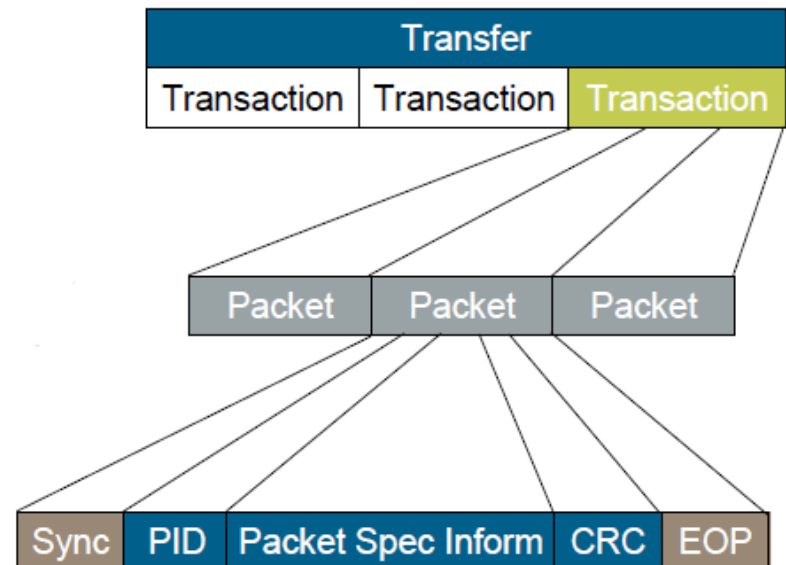 Transfer
Transaction Transaction Transaction
Packet Packet Packet
Sync PID Packet Spec Inform CRC EOP